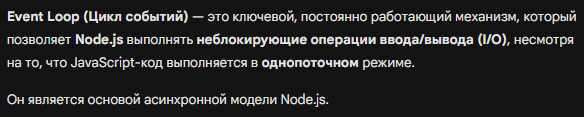 Event Loop (Цикл событий) — это ключевой, постоянно работающий механизм, который
позволяет Node.js выполнять неблокирующие операции ввода/вывода (I/O), несмотря
на то, что JavaScript-код выполняется в однопоточном режиме.
Он является основой асинхронной модели Node.js.